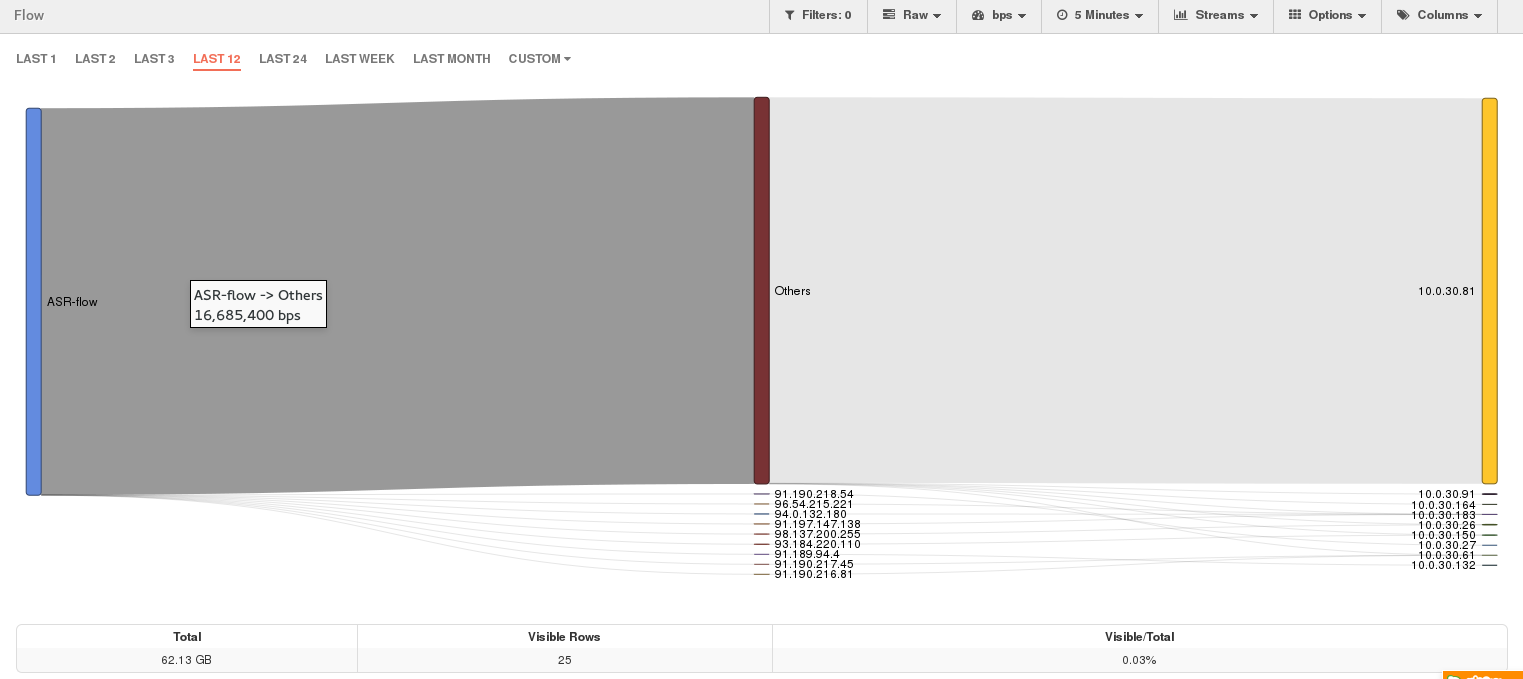 Flow
Filters: 0
Raw
bps
5 Minutes
Streams
Options
Columns
LAST 1
LAST 2
LAST 3
LAST 12
LAST 24
LAST WEEK
LAST MONTH
CUSTOM
ASR-flow
ASR-flow -> Others
16,685,400 bps
Others
10.0.30.81
91.190.218.54
96.54.215.221
94.0.132.180
91.197.147.138
98.137.200.255
93.184.220.110
91.189.94.4
91.190.217.45
91.190.216.81
10.0.30.91
10.0.30.164
10.0.30.183
10.0.30.26
10.0.30.150
10.0.30.27
10.0.30.61
10.0.30.132
Total
Visible Rows
Visible/Total
62.13 GB
25
0.03%